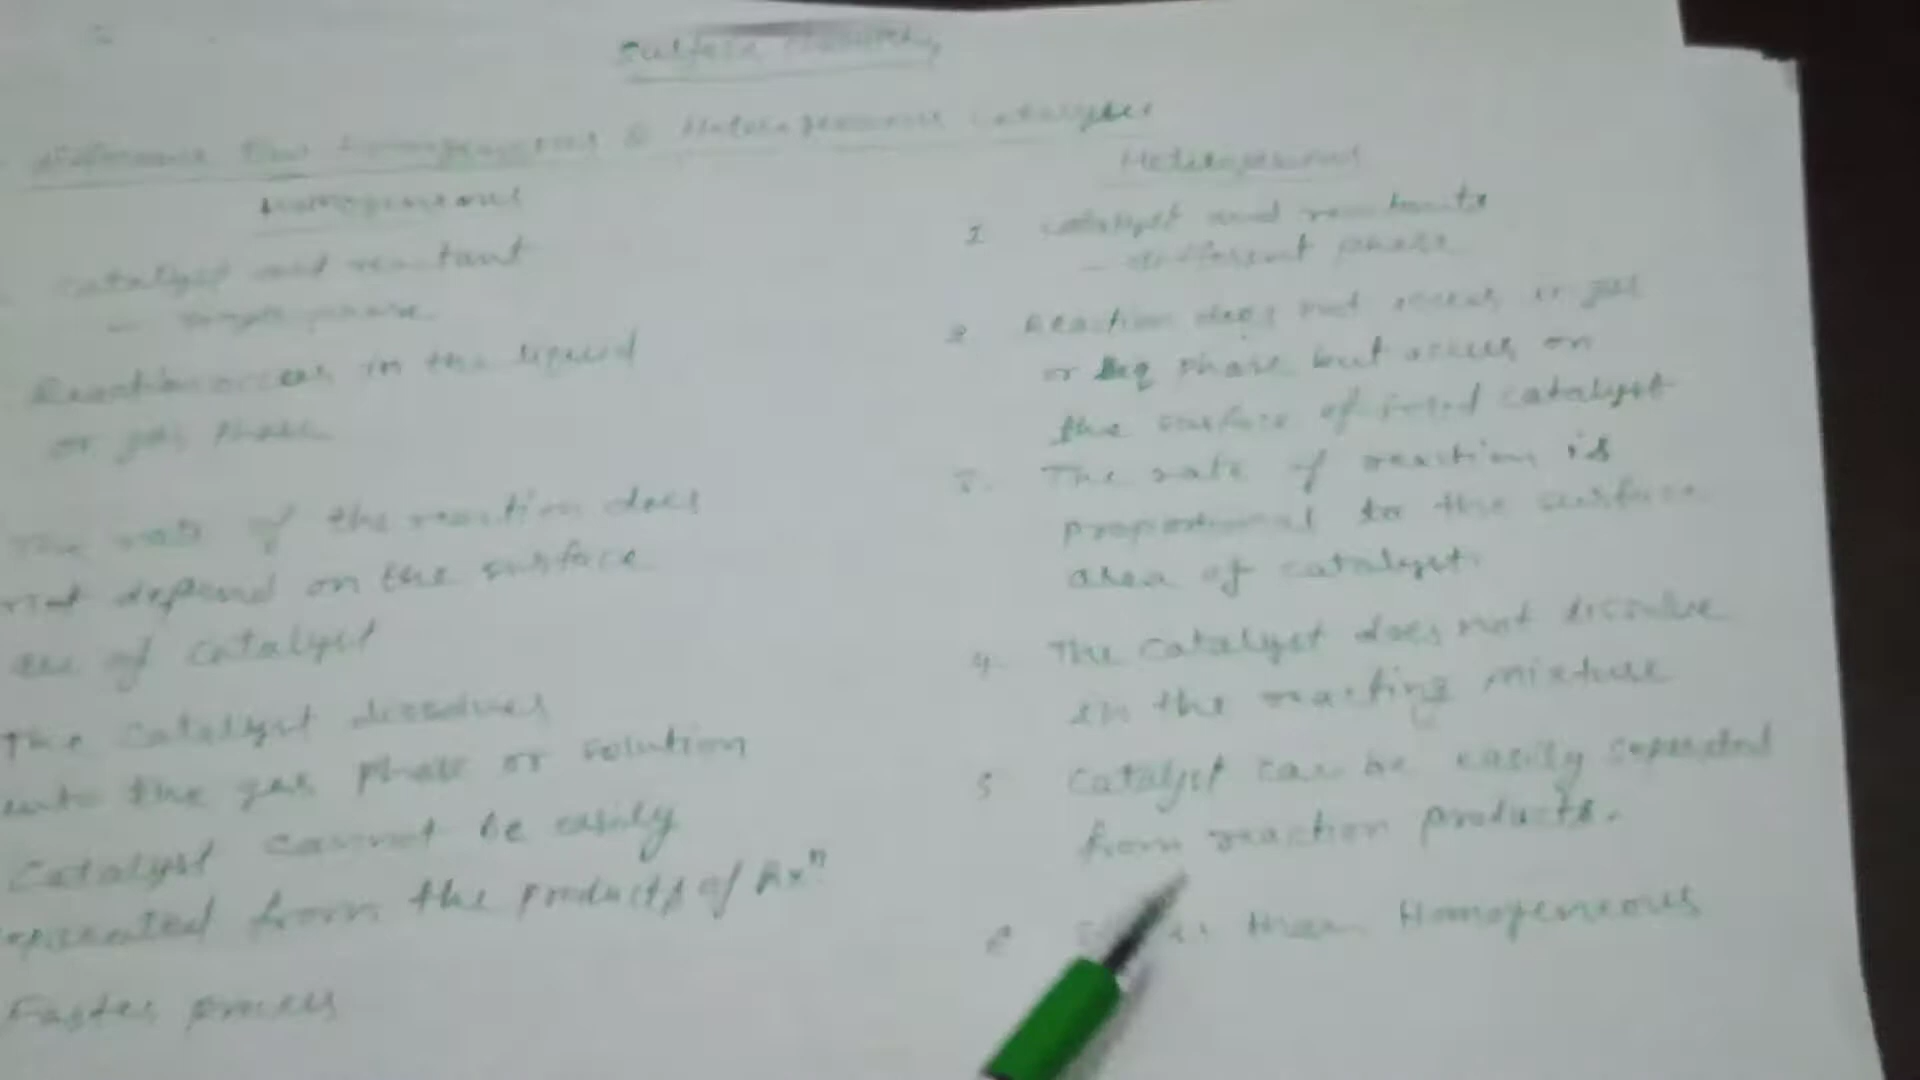 Surface Chemistry
Difference b/w Homogeneous & Heterogeneous Catalysis
Homogeneous
Catalyst and reactant
– single phase
Reaction occurs in the liquid
or gas phase
The rate of the reaction does
not depend on the surface
are of catalyst
The catalyst dissolves
into the gas phase or solution
Catalyst cannot be easily
seperated from the products of Rxⁿ
Faster process
Heterogeneous
1 Catalyst and reactants
– different phase
2 Reaction does not occurs in gas
or liq phase but occurs on
the surface of solid catalyst
3. The rate of reaction is
proportional to the surface
area of catalyst.
4. The catalyst does not dissolve
in the reacting mixture
5 Catalyst can be easily seperated
from reaction products.
6 than Homogeneous